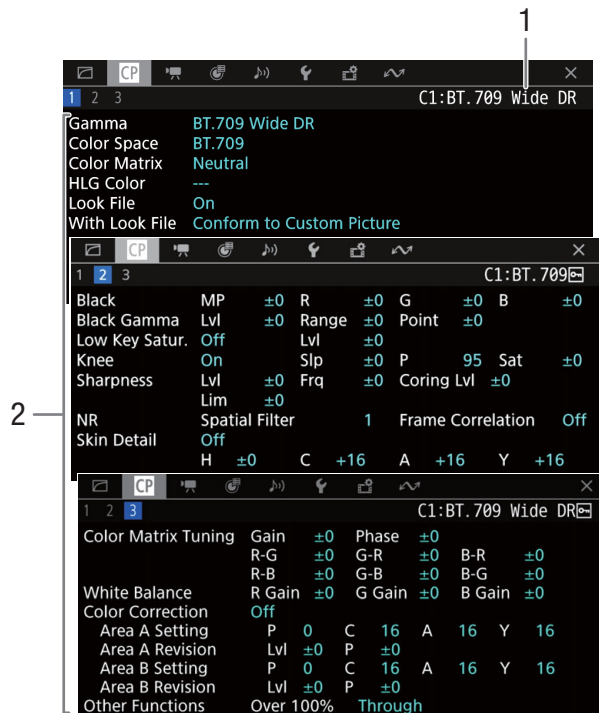 1
CP
1 2 3 C1:BT.709 Wide DR
Gamma BT.709 Wide DR
Color Space BT.709
Color Matrix Neutral
HLG Color ---
Look File On
With Look File Conform to Custom Picture
CP
1 2 3 C1:BT.709
Black MP ±0 R ±0 G ±0 B ±0
Black Gamma Lvl ±0 Range ±0 Point ±0
Low Key Satur. Off Lvl ±0
Knee On Slp ±0 P 95 Sat ±0
Sharpness Lvl ±0 Frq ±0 Coring Lvl ±0
Lim ±0
NR Spatial Filter 1 Frame Correlation Off
Skin Detail Off
H ±0 C +16 A +16 Y +16
2
CP
1 2 3 C1:BT.709 Wide DR
Color Matrix Tuning Gain ±0 Phase ±0
R-G ±0 G-R ±0 B-R ±0
R-B ±0 G-B ±0 B-G ±0
White Balance R Gain ±0 G Gain ±0 B Gain ±0
Color Correction Off
Area A Setting P 0 C 16 A 16 Y 16
Area A Revision Lvl ±0 P ±0
Area B Setting P 0 C 16 A 16 Y 16
Area B Revision Lvl ±0 P ±0
Other Functions Over 100% Through